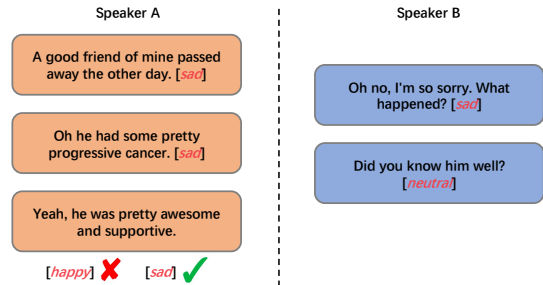 Speaker A
Speaker B
A good friend of mine passed
away the other day. [sad]
Oh no, I'm so sorry. What
happened? [sad]
Oh he had some pretty
progressive cancer. [sad]
Did you know him well?
[neutral]
Yeah, he was pretty awesome
and supportive.
[happy] [sad]